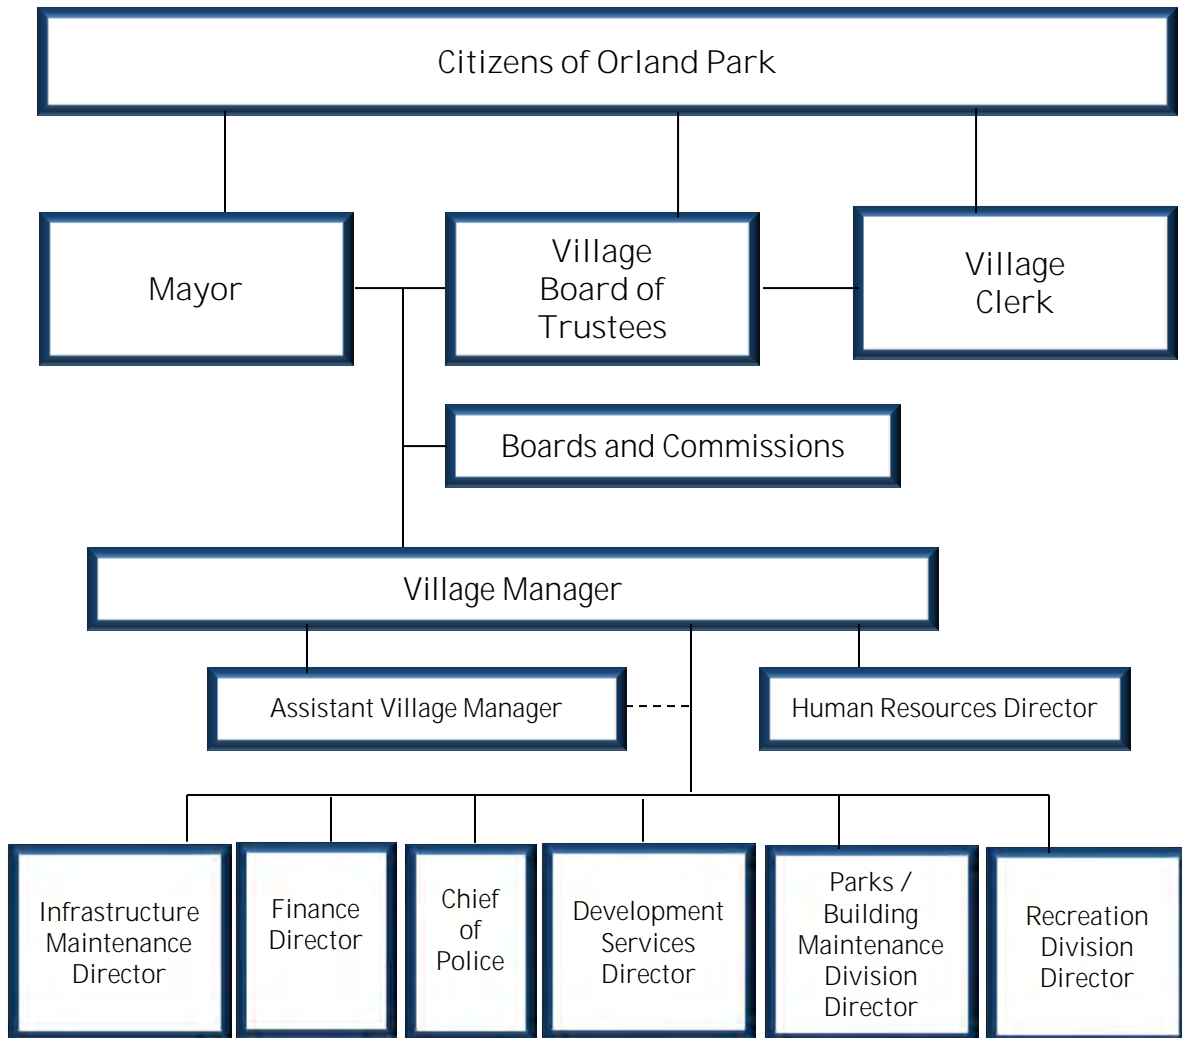 Citizens of Orland Park
Mayor
Village
Board of
Trustees
Village
Clerk
Boards and Commissions
Village Manager
Assistant Village Manager
Human Resources Director
Infrastructure
Maintenance
Director
Finance
Director
Chief
of
Police
Development
Services
Director
Parks /
Building
Maintenance
Division
Director
Recreation
Division
Director